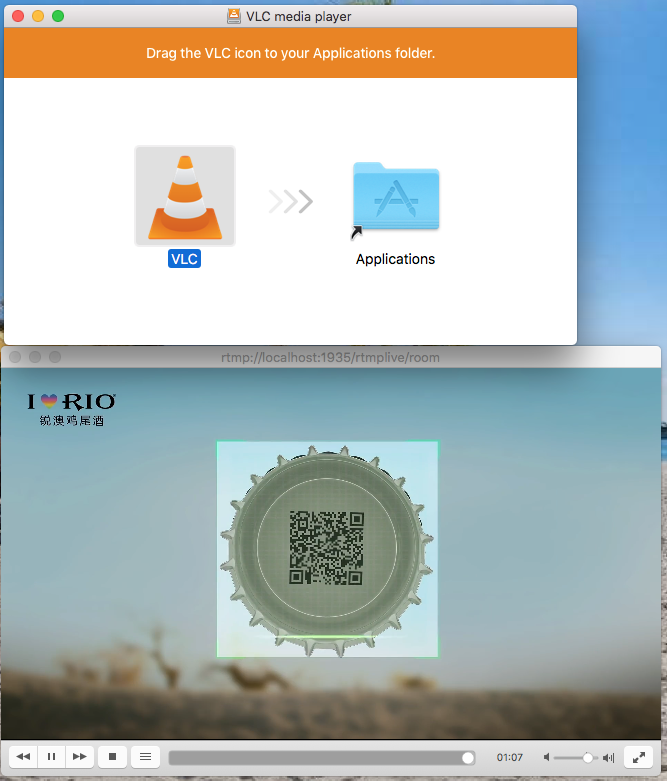 VLC media player
Drag the VLC icon to your Applications folder.
VLC
Applications
rtmp://localhost:1935/rtmplive/room
I RIO
锐澳鸡尾酒
01:07